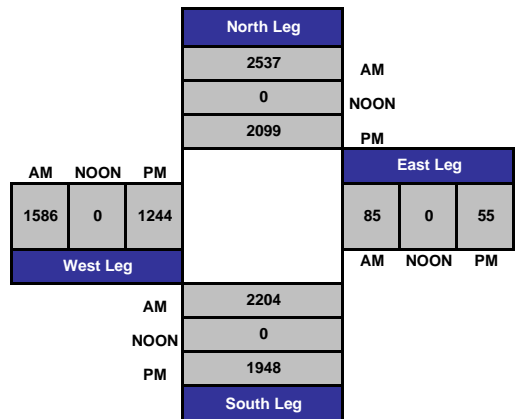 North Leg
2537 AM
0 NOON
2099 PM
AM NOON PM
East Leg
1586 0 1244
85 0 55
West Leg
AM NOON PM
AM 2204
NOON 0
PM 1948
South Leg